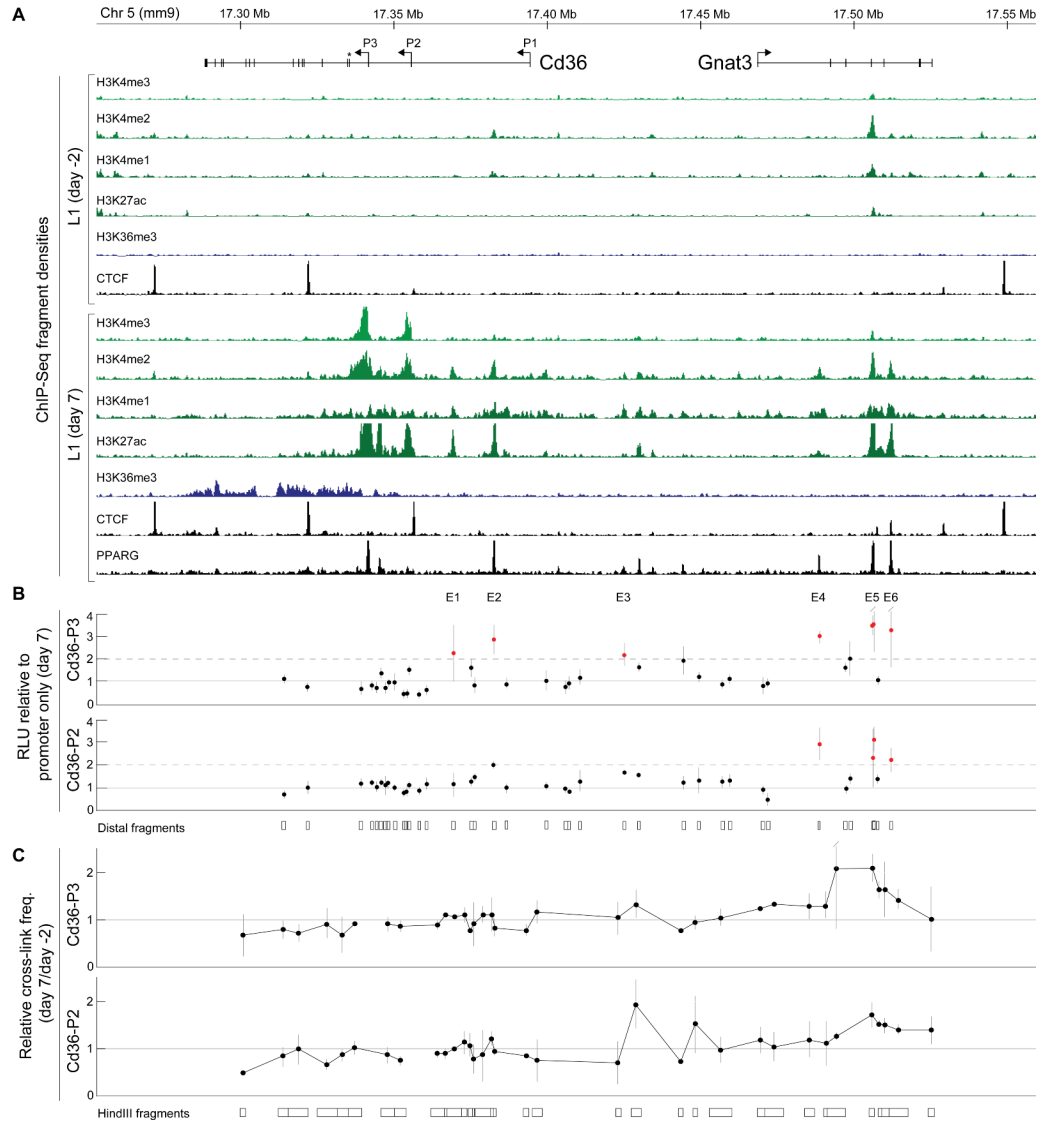 A
Chr 5 (mm9)
17.30 Mb
17.35 Mb
17.40 Mb
17.45 Mb
17.50 Mb
17.55 Mb
* P3
P2
P1
Cd36
Gnat3
ChIP-Seq fragment densities
L1 (day -2)
H3K4me3
H3K4me2
H3K4me1
H3K27ac
H3K36me3
CTCF
L1 (day 7)
H3K4me3
H3K4me2
H3K4me1
H3K27ac
H3K36me3
CTCF
PPARG
B
E1
E2
E3
E4
E5
E6
RLU relative to
promoter only (day 7)
Cd36-P3
4
3
2
1
0
Cd36-P2
4
3
2
1
0
Distal fragments
C
Relative cross-link freq.
(day 7/day -2)
Cd36-P3
2
1
0
Cd36-P2
2
1
0
HindIII fragments